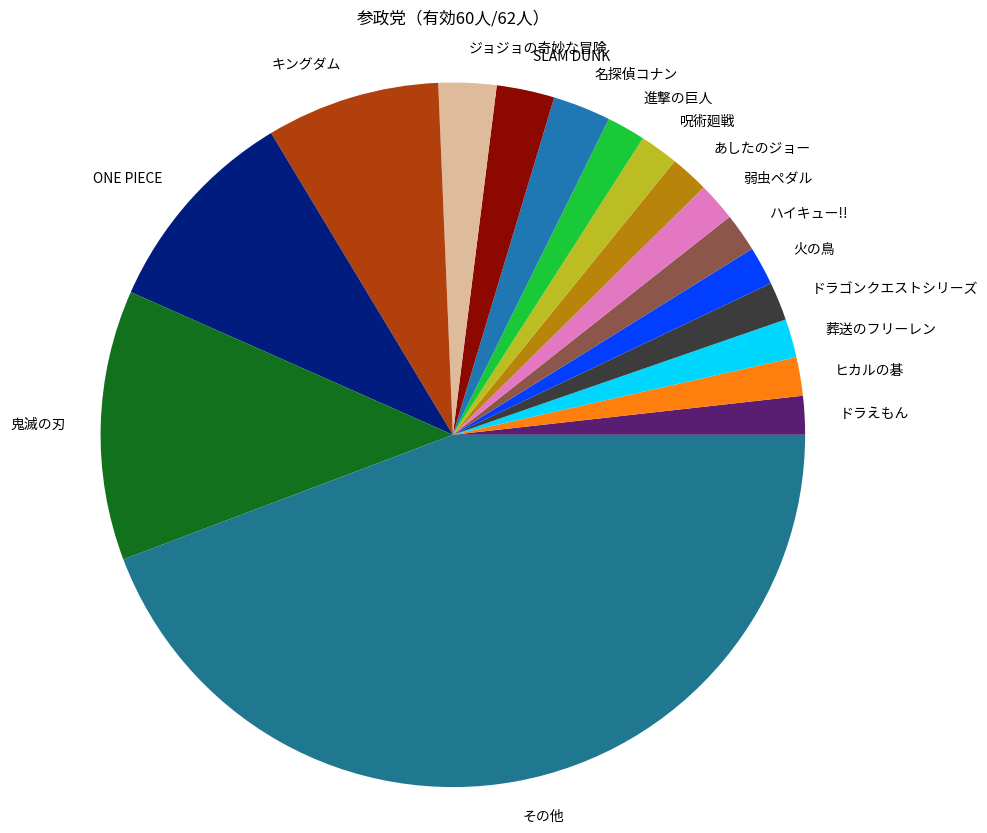 参政党（有効60人/62人）
ジョジョの奇妙な冒険
SLAM DUNK
キングダム
名探偵コナン
進撃の巨人
呪術廻戦
あしたのジョー
ONE PIECE
弱虫ペダル
ハイキュー!!
火の鳥
ドラゴンクエストシリーズ
葬送のフリーレン
ヒカルの碁
ドラえもん
鬼滅の刃
その他